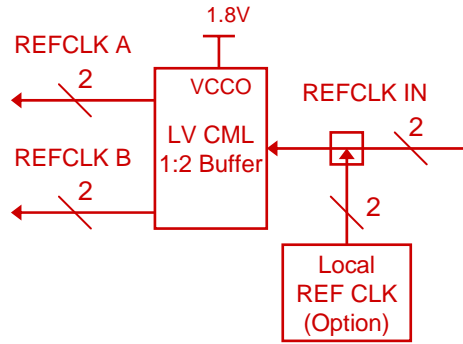 1.8V
REFCLK A
2
VCCO
REFCLK IN
LV CML
1:2 Buffer
2
REFCLK B
2
2
Local
REF CLK
(Option)